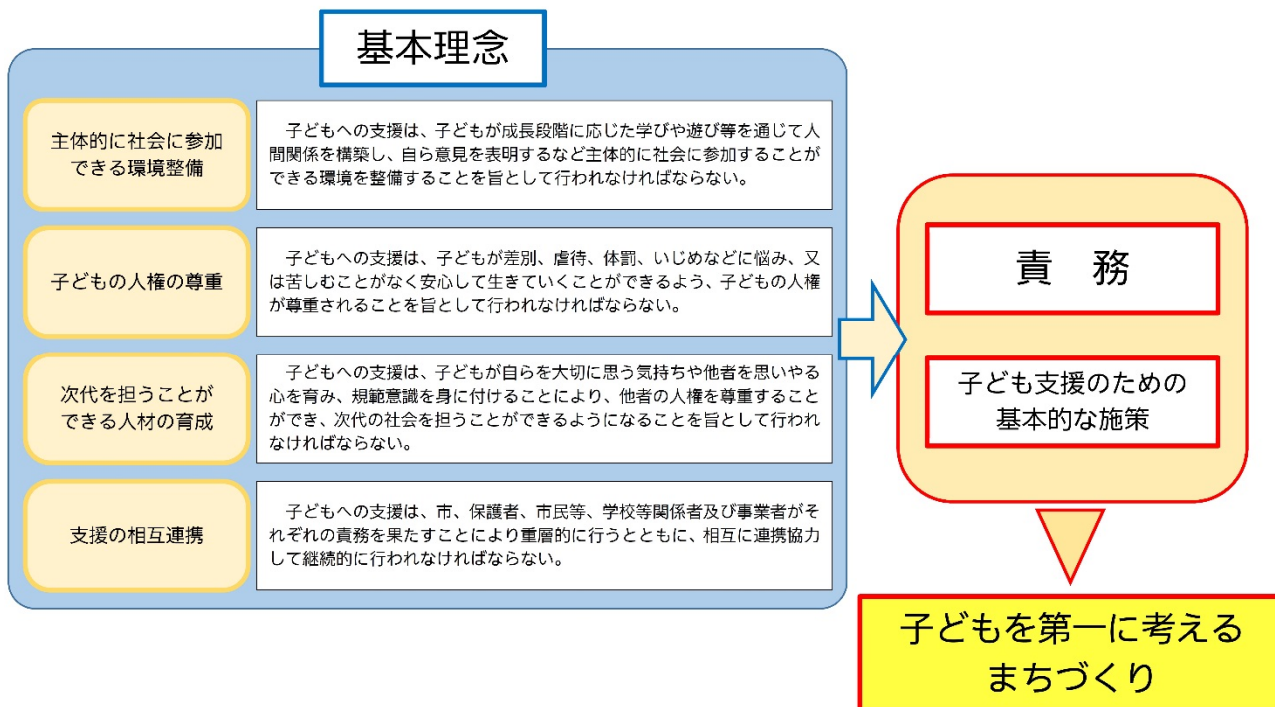 基本理念
主体的に社会に参加
できる環境整備
　子どもへの支援は、子どもが成長段階に応じた学びや遊び等を通じて人
間関係を構築し、自ら意見を表明するなど主体的に社会に参加することが
できる環境を整備することを旨として行われなければならない。
子どもの人権の尊重
　子どもへの支援は、子どもが差別、虐待、体罰、いじめなどに悩み、又
は苦しむことがなく安心して生きていくことができるよう、子どもの人権
が尊重されることを旨として行われなければならない。
次代を担うことが
できる人材の育成
　子どもへの支援は、子どもが自らを大切に思う気持ちや他者を思いやる
心を育み、規範意識を身に付けることにより、他者の人権を尊重すること
ができ、次代の社会を担うことができるようになることを旨として行われ
なければならない。
支援の相互連携
　子どもへの支援は、市、保護者、市民等、学校等関係者及び事業者がそ
れぞれの責務を果たすことにより重層的に行うとともに、相互に連携協力
して継続的に行われなければならない。
責　務
子ども支援のための
基本的な施策
子どもを第一に考える
まちづくり